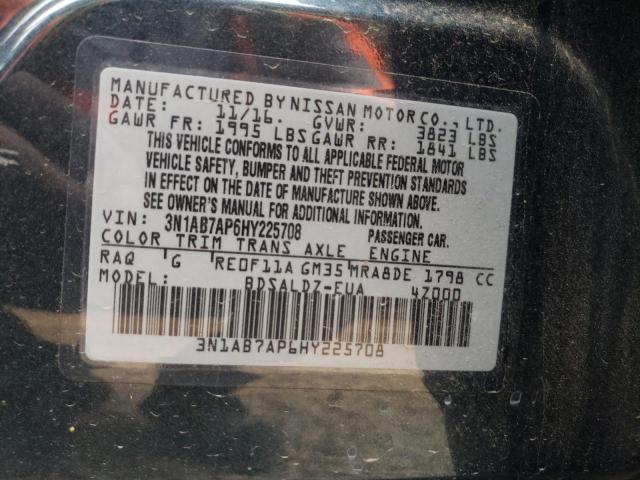 MANUFACTURED BY NISSAN MOTOR CO., LTD.
DATE: 11/16. GVWR: 3823 LBS
GAWR FR: 1995 LBS GAWR RR: 1841 LBS
THIS VEHICLE CONFORMS TO ALL APPLICABLE FEDERAL MOTOR
VEHICLE SAFETY, BUMPER AND THEFT PREVENTION STANDARDS
IN EFFECT ON THE DATE OF MANUFACTURE SHOWN ABOVE.
SEE OWNER'S MANUAL FOR ADDITIONAL INFORMATION.
VIN: 3N1AB7AP6HY225708 PASSENGER CAR.
COLOR TRIM TRANS AXLE ENGINE
RAQ G RE0F11A GM35 MRA8DE 1798 CC
MODEL: BDSALDZ-EUA 4Z000
3N1AB7AP6HY225708